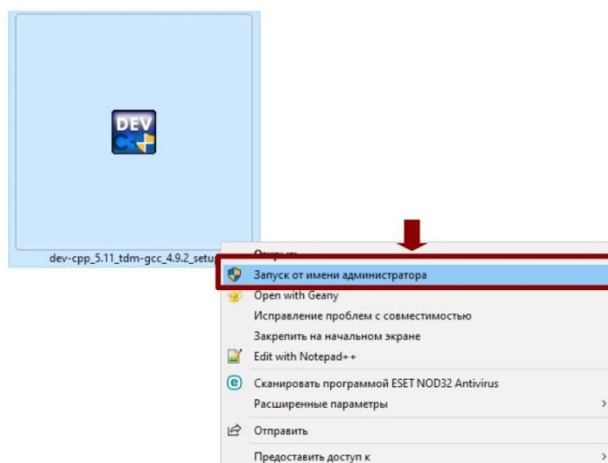 DEV
C++
dev-cpp_5.11_tdm-gcc_4.9.2_setu
Открыть
Запуск от имени администратора
Open with Geany
Исправление проблем с совместимостью
Закрепить на начальном экране
Edit with Notepad++
Сканировать программой ESET NOD32 Antivirus
Расширенные параметры
Отправить
Предоставить доступ к